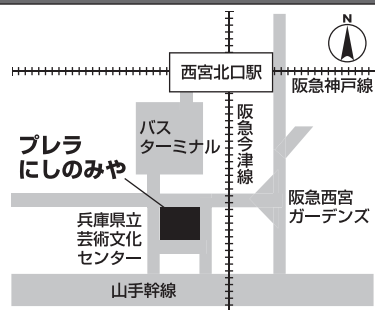 N
西宮北口駅
阪急神戸線
バス
ターミナル
阪急今津線
プレラ
にしのみや
阪急西宮
ガーデンズ
兵庫県立
芸術文化
センター
山手幹線